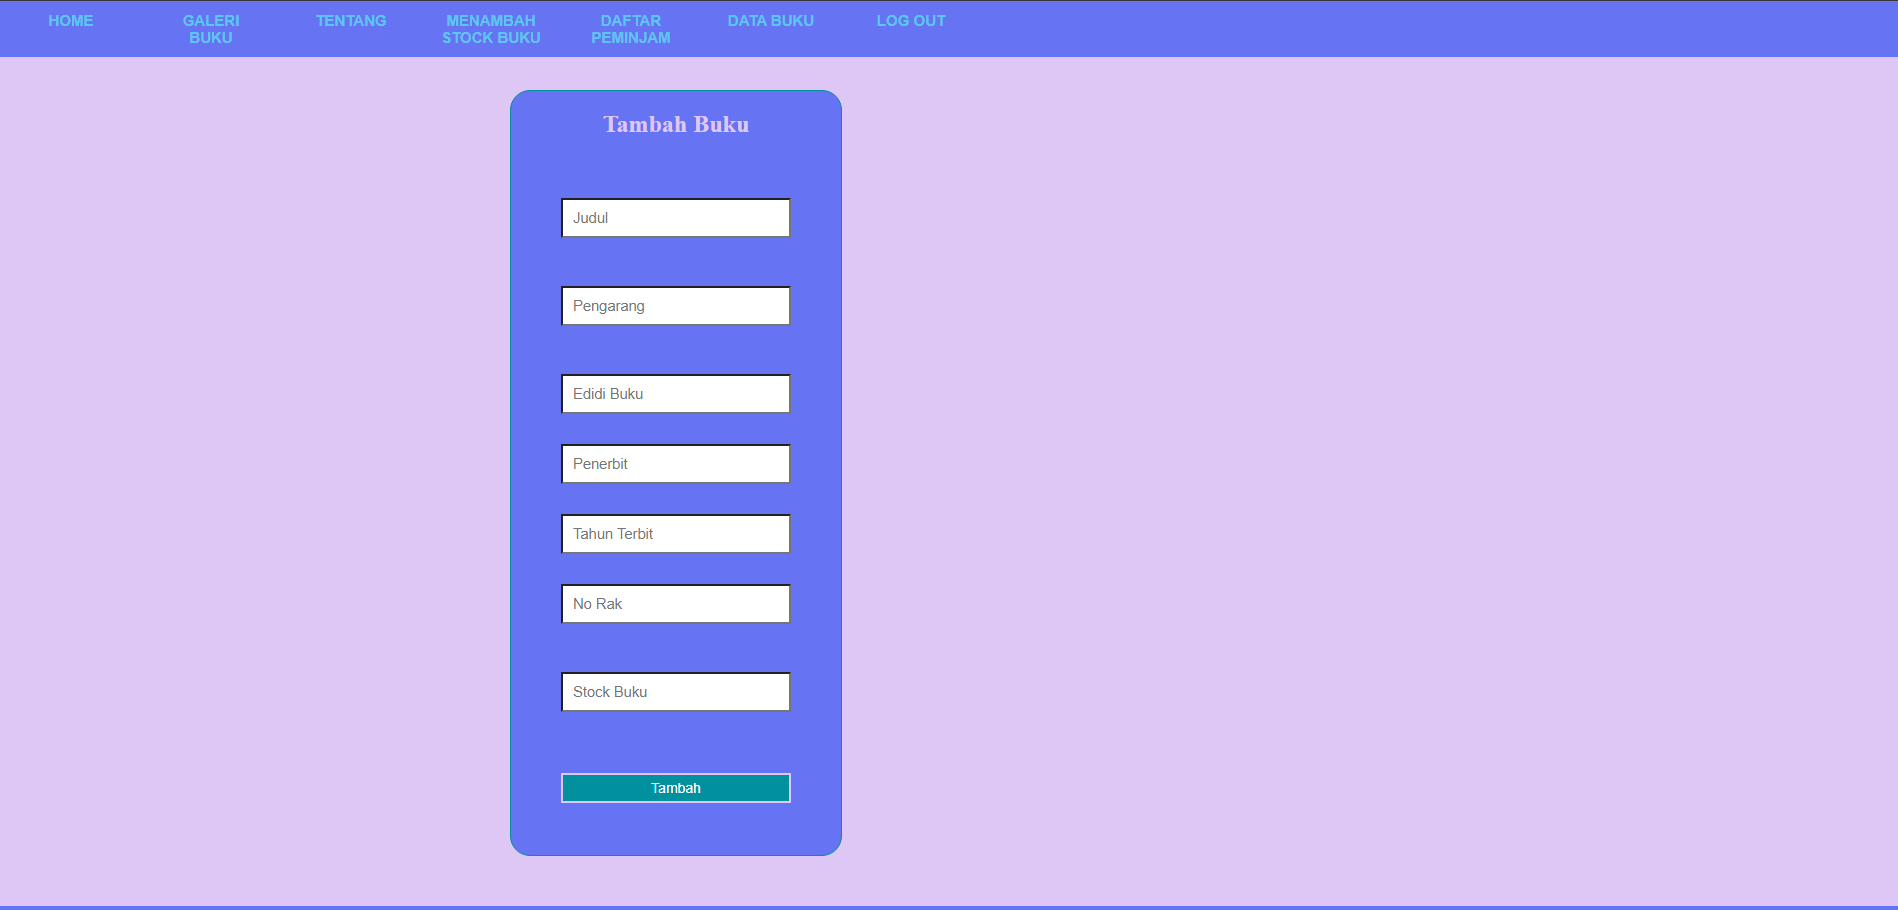 HOME
GALERI
BUKU
TENTANG
MENAMBAH
STOCK BUKU
DAFTAR
PEMINJAM
DATA BUKU
LOG OUT
Tambah Buku
Judul
Pengarang
Edidi Buku
Penerbit
Tahun Terbit
No Rak
Stock Buku
Tambah